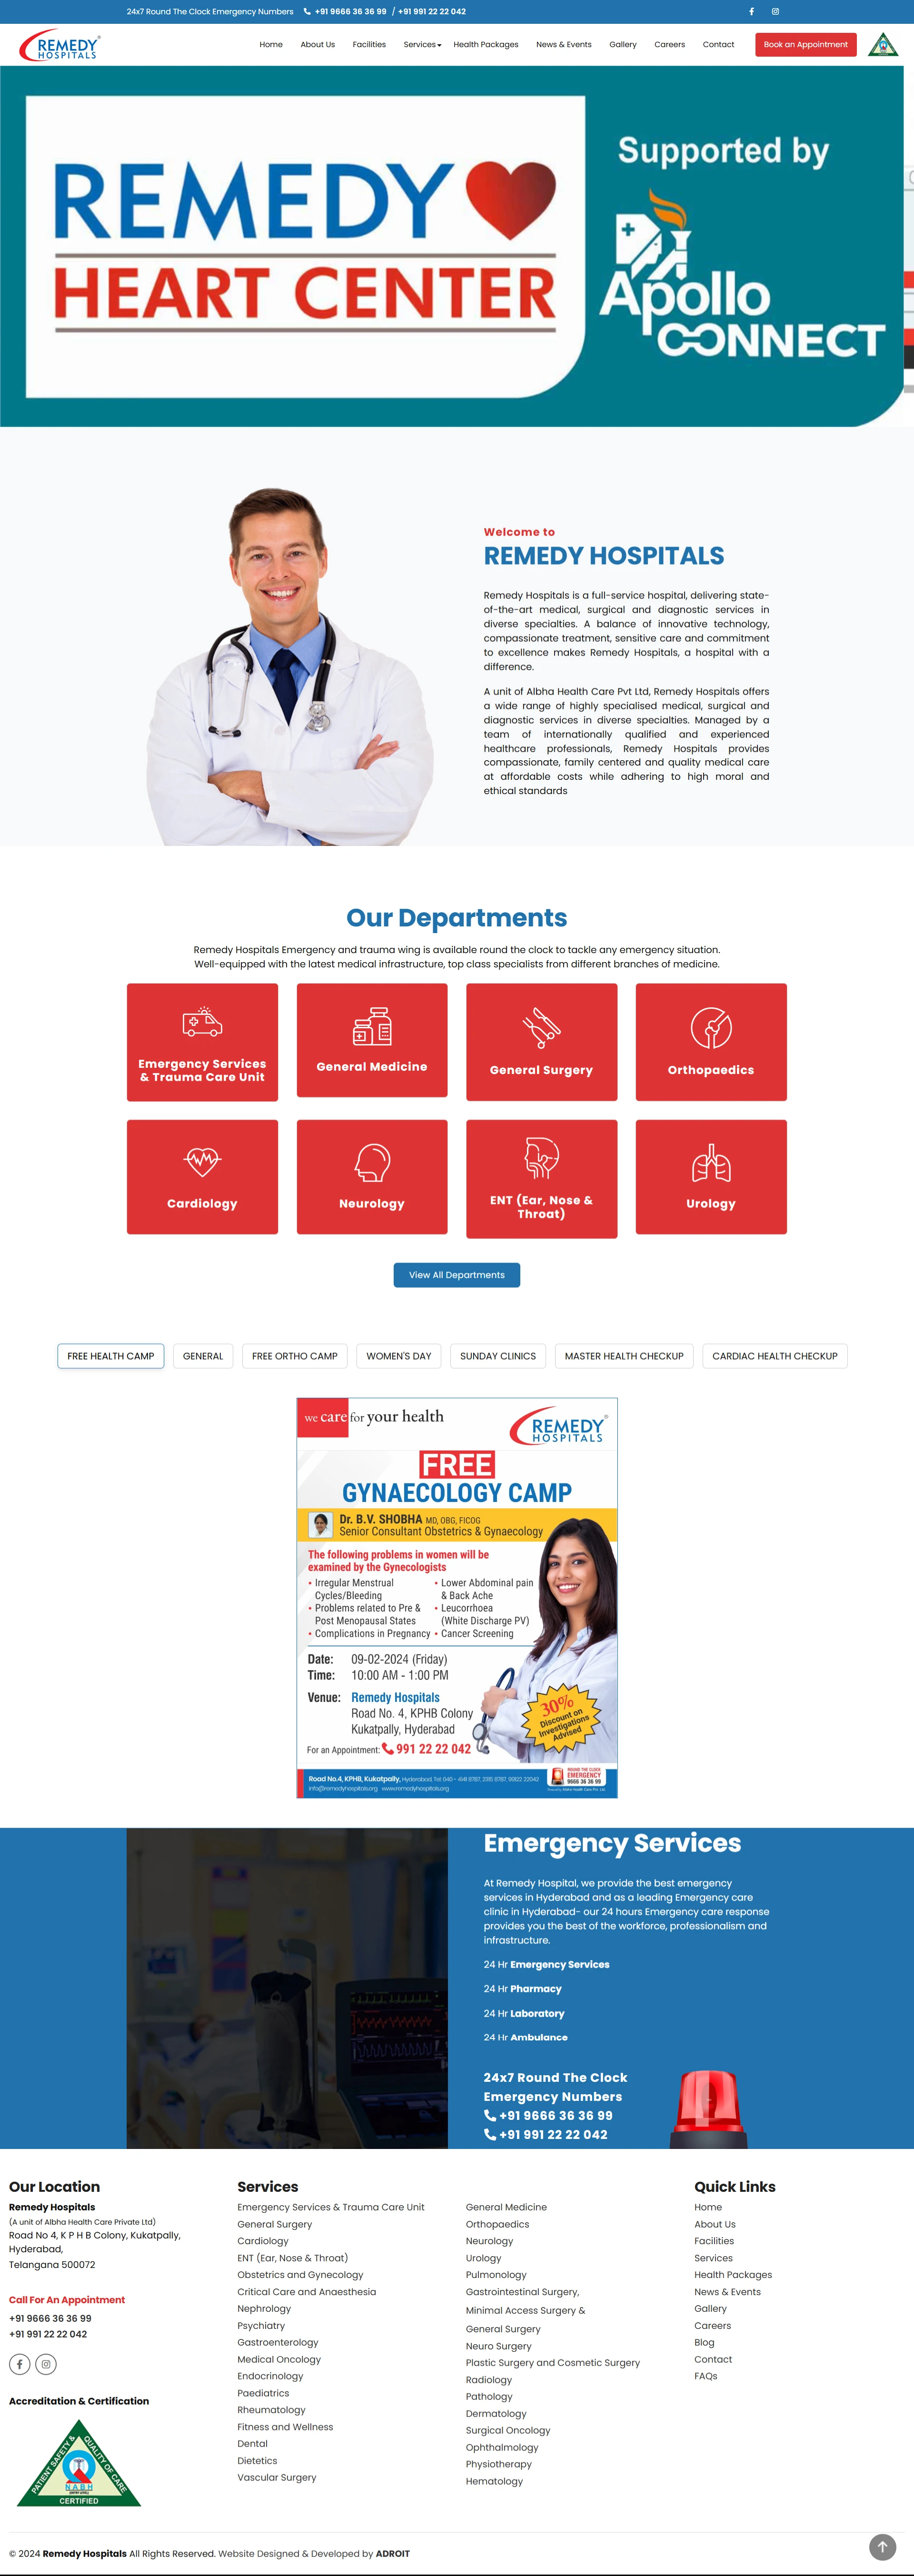 24x7 Round The Clock Emergency Numbers +91 9666 36 36 99 / +91 991 22 22 042
REMEDY®
HOSPITALS
Home About Us Facilities Services Health Packages News & Events Gallery Careers Contact Book an Appointment
REMEDY
HEART CENTER
Supported by
Apollo
CONNECT
Welcome to
REMEDY HOSPITALS
Remedy Hospitals is a full-service hospital, delivering state-
of-the-art medical, surgical and diagnostic services in
diverse specialties. A balance of innovative technology,
compassionate treatment, sensitive care and commitment
to excellence makes Remedy Hospitals, a hospital with a
difference.
A unit of Albha Health Care Pvt Ltd, Remedy Hospitals offers
a wide range of highly specialised medical, surgical and
diagnostic services in diverse specialties. Managed by a
team of internationally qualified and experienced
healthcare professionals, Remedy Hospitals provides
compassionate, family centered and quality medical care
at affordable costs while adhering to high moral and
ethical standards
Our Departments
Remedy Hospitals Emergency and trauma wing is available round the clock to tackle any emergency situation.
Well-equipped with the latest medical infrastructure, top class specialists from different branches of medicine.
Emergency Services
& Trauma Care Unit
General Medicine
General Surgery
Orthopaedics
Cardiology
Neurology
ENT (Ear, Nose &
Throat)
Urology
View All Departments
FREE HEALTH CAMP GENERAL FREE ORTHO CAMP WOMEN'S DAY SUNDAY CLINICS MASTER HEALTH CHECKUP CARDIAC HEALTH CHECKUP
we care for your health
REMEDY®
HOSPITALS
FREE
GYNAECOLOGY CAMP
Dr. B.V. SHOBHA MD, OBG, FICOG
Senior Consultant Obstetrics & Gynaecology
The following problems in women will be
examined by the Gynecologists
• Irregular Menstrual
Cycles/Bleeding
• Problems related to Pre &
Post Menopausal States
• Complications in Pregnancy
• Lower Abdominal pain
& Back Ache
• Leucorrhoea
(White Discharge PV)
• Cancer Screening
Date: 09-02-2024 (Friday)
Time: 10:00 AM - 1:00 PM
Venue: Remedy Hospitals
Road No. 4, KPHB Colony
Kukatpally, Hyderabad
For an Appointment: 991 22 22 042
30%
Discount on
Investigations
Advised
Road No.4, KPHB, Kukatpally, Hyderabad, Tel: 040 - 4141 8787, 2315 8787, 99122 22042
info@remedyhospitals.org www.remedyhospitals.org
ROUND THE CLOCK
EMERGENCY
9666 36 36 99
Emergency Services
At Remedy Hospital, we provide the best emergency
services in Hyderabad and as a leading Emergency care
clinic in Hyderabad- our 24 hours Emergency care response
provides you the best of the workforce, professionalism and
infrastructure.
24 Hr Emergency Services
24 Hr Pharmacy
24 Hr Laboratory
24 Hr Ambulance
24x7 Round The Clock
Emergency Numbers
+91 9666 36 36 99
+91 991 22 22 042
Our Location
Remedy Hospitals
(A unit of Albha Health Care Private Ltd)
Road No 4, K P H B Colony, Kukatpally,
Hyderabad,
Telangana 500072
Call For An Appointment
+91 9666 36 36 99
+91 991 22 22 042
Accreditation & Certification
PATIENT SAFETY & QUALITY OF CARE
NABH
CERTIFIED
Services
Emergency Services & Trauma Care Unit
General Surgery
Cardiology
ENT (Ear, Nose & Throat)
Obstetrics and Gynecology
Critical Care and Anaesthesia
Nephrology
Psychiatry
Gastroenterology
Medical Oncology
Endocrinology
Paediatrics
Rheumatology
Fitness and Wellness
Dental
Dietetics
Vascular Surgery
General Medicine
Orthopaedics
Neurology
Urology
Pulmonology
Gastrointestinal Surgery,
Minimal Access Surgery &
General Surgery
Neuro Surgery
Plastic Surgery and Cosmetic Surgery
Radiology
Pathology
Dermatology
Surgical Oncology
Ophthalmology
Physiotherapy
Hematology
Quick Links
Home
About Us
Facilities
Services
Health Packages
News & Events
Gallery
Careers
Blog
Contact
FAQs
© 2024 Remedy Hospitals All Rights Reserved. Website Designed & Developed by ADROIT